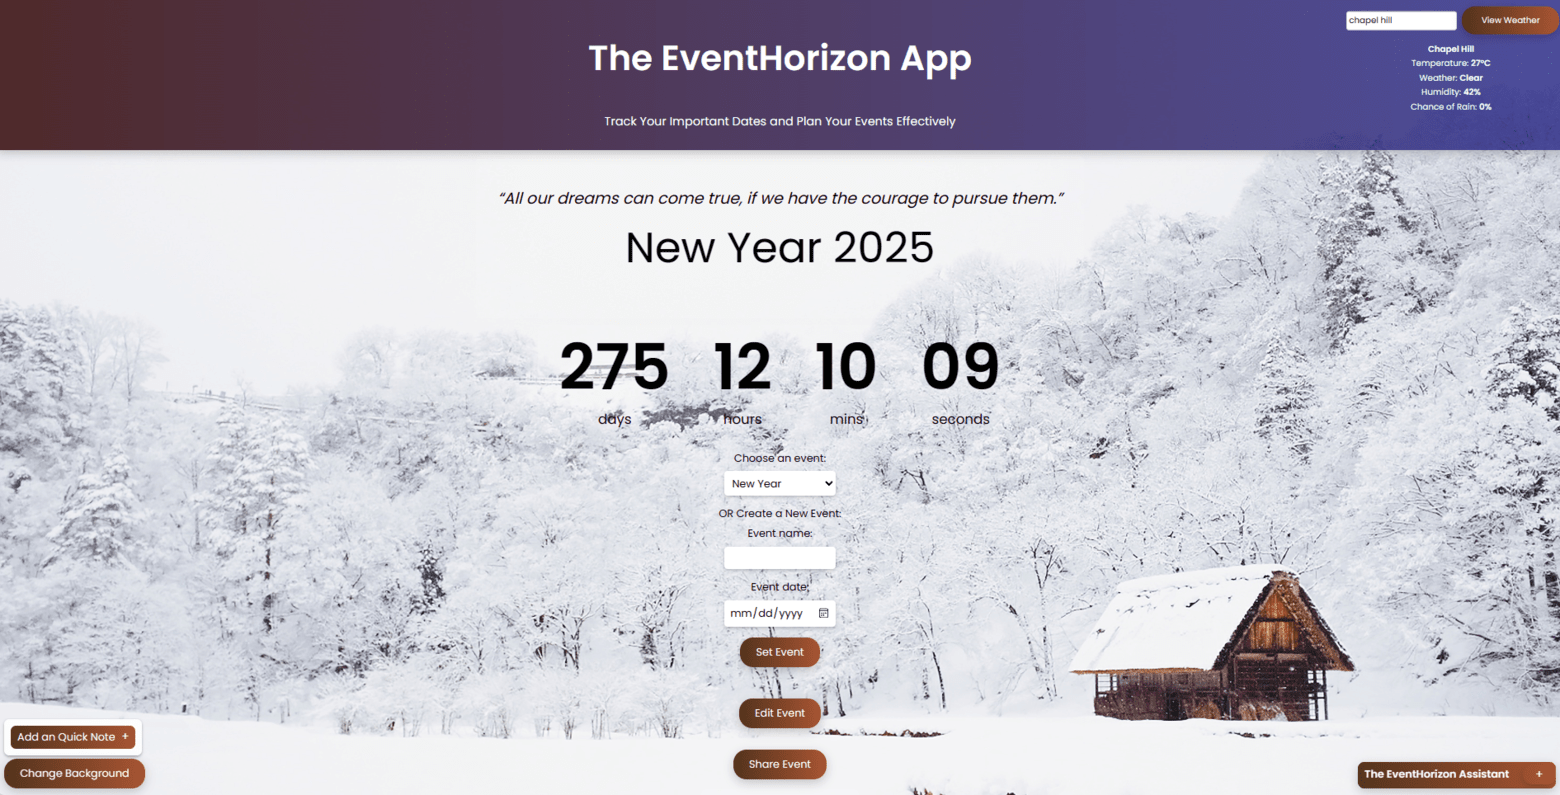 chapel hill
View Weather
The EventHorizon App
Chapel Hill
Temperature: 27°C
Weather: Clear
Humidity: 42%
Chance of Rain: 0%
Track Your Important Dates and Plan Your Events Effectively
“All our dreams can come true, if we have the courage to pursue them.”
New Year 2025
275 12 10 09
days hours mins seconds
Choose an event:
New Year
OR Create a New Event:
Event name:
Event date:
mm/dd/yyyy
Set Event
Edit Event
Share Event
Add an Quick Note +
Change Background
The EventHorizon Assistant +